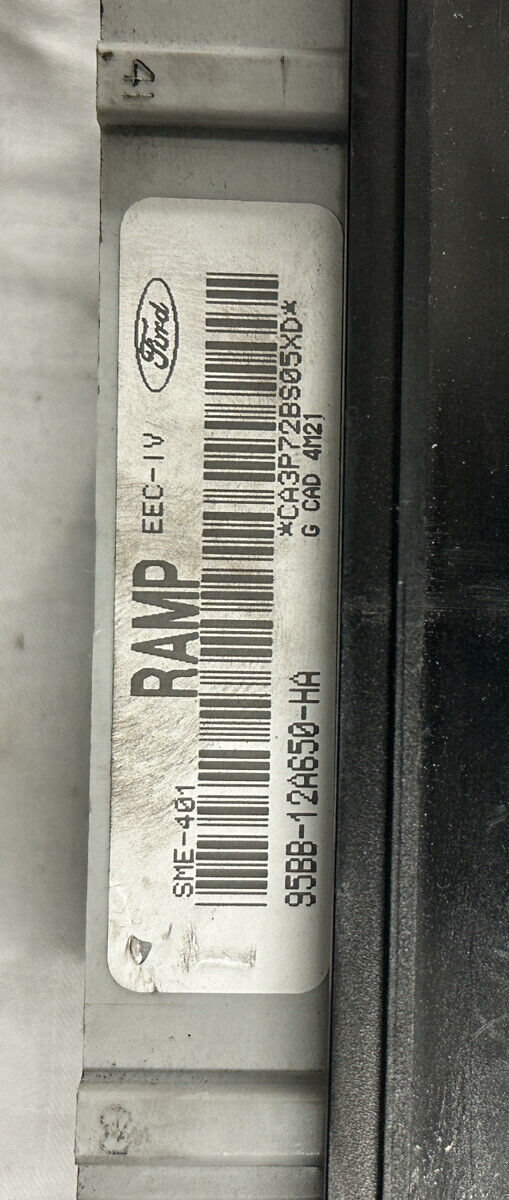 41
Ford
EEC-IV
RAMP
SME-401
*CA3P72BS05XD*
G CAD 4M21
95BB-12A650-HA